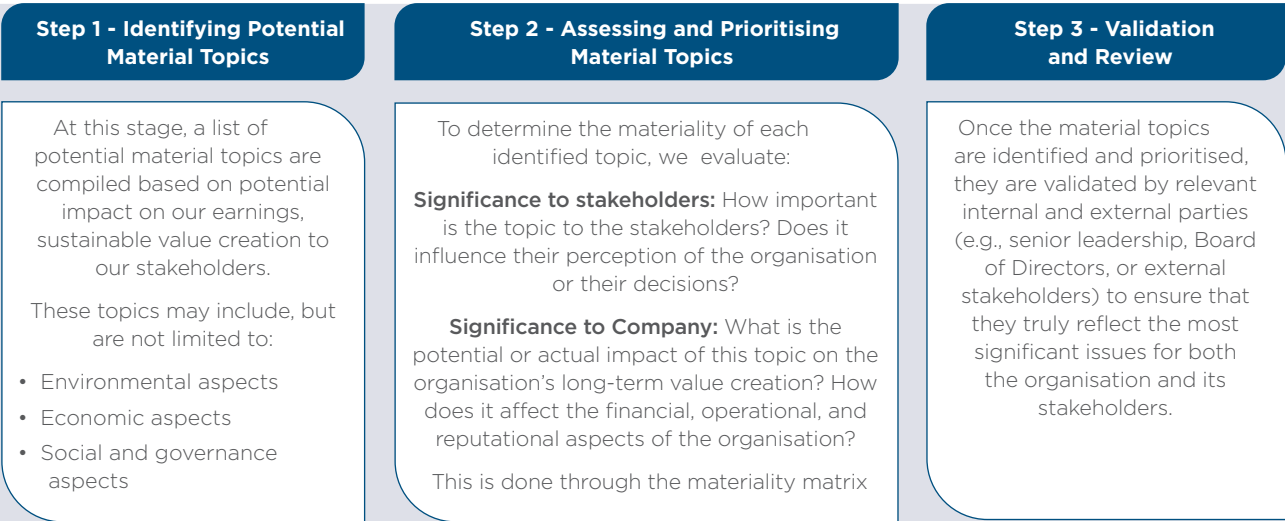 Step 1 - Identifying Potential
Material Topics
At this stage, a list of
potential material topics are
compiled based on potential
impact on our earnings,
sustainable value creation to
our stakeholders.
These topics may include, but
are not limited to:
• Environmental aspects
• Economic aspects
• Social and governance
aspects
Step 2 - Assessing and Prioritising
Material Topics
To determine the materiality of each
identified topic, we evaluate:
Significance to stakeholders: How important
is the topic to the stakeholders? Does it
influence their perception of the organisation
or their decisions?
Significance to Company: What is the
potential or actual impact of this topic on the
organisation's long-term value creation? How
does it affect the financial, operational, and
reputational aspects of the organisation?
This is done through the materiality matrix
Step 3 - Validation
and Review
Once the material topics
are identified and prioritised,
they are validated by relevant
internal and external parties
(e.g., senior leadership, Board
of Directors, or external
stakeholders) to ensure that
they truly reflect the most
significant issues for both
the organisation and its
stakeholders.